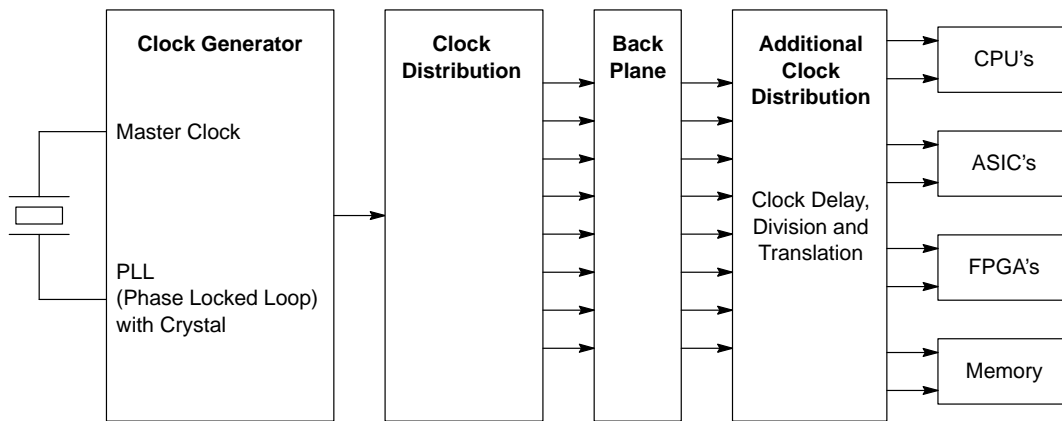 Clock Generator
Master Clock
PLL
(Phase Locked Loop)
with Crystal
Clock
Distribution
Back
Plane
Additional
Clock
Distribution
Clock Delay,
Division and
Translation
CPU's
ASIC's
FPGA's
Memory